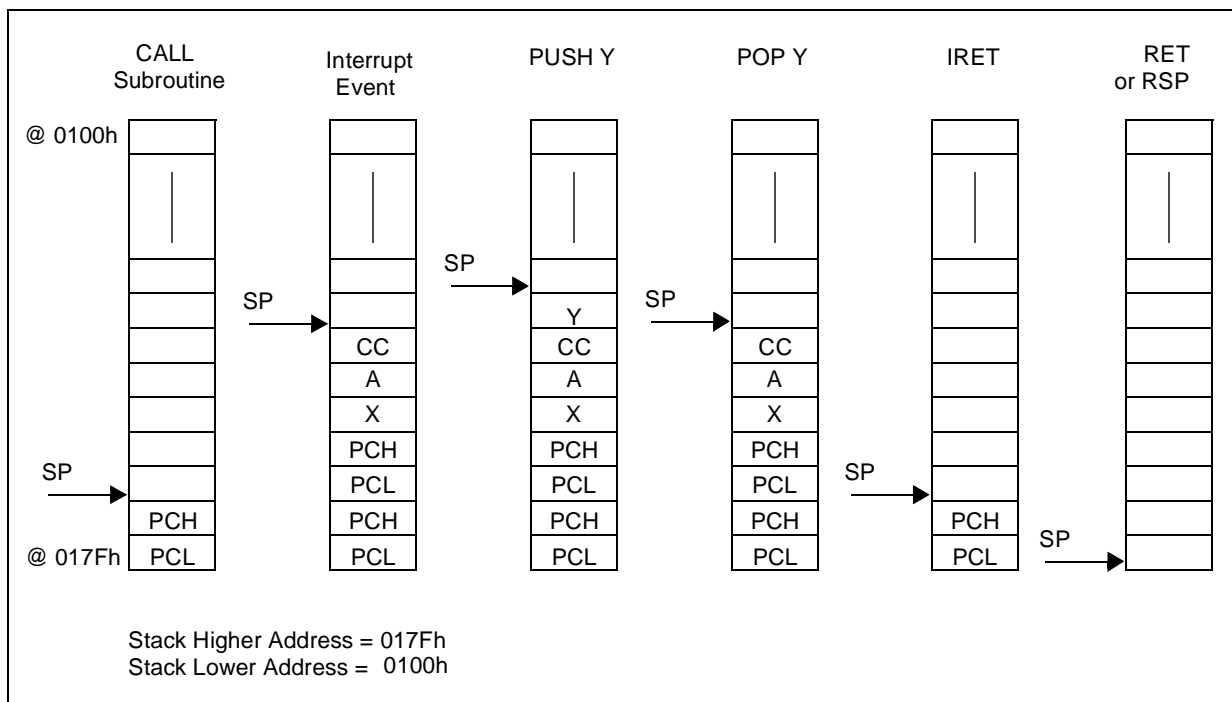 CALL
Subroutine
Interrupt
Event
PUSH Y
POP Y
IRET
RET
or RSP
@ 0100h
SP
SP
SP
Y
CC
CC
CC
A
A
A
X
X
X
PCH
PCH
PCH
SP
PCL
PCL
PCL
SP
PCH
PCH
PCH
PCH
PCH
SP
@ 017Fh
PCL
PCL
PCL
PCL
PCL
Stack Higher Address = 017Fh
Stack Lower Address = 0100h